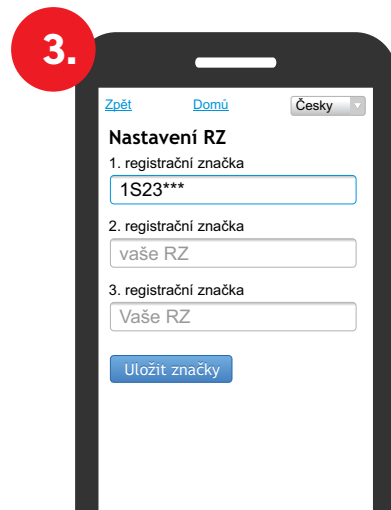 3.
Zpět Domů Česky
Nastavení RZ
1. registrační značka
1S23***
2. registrační značka
vaše RZ
3. registrační značka
Vaše RZ
Uložit značky